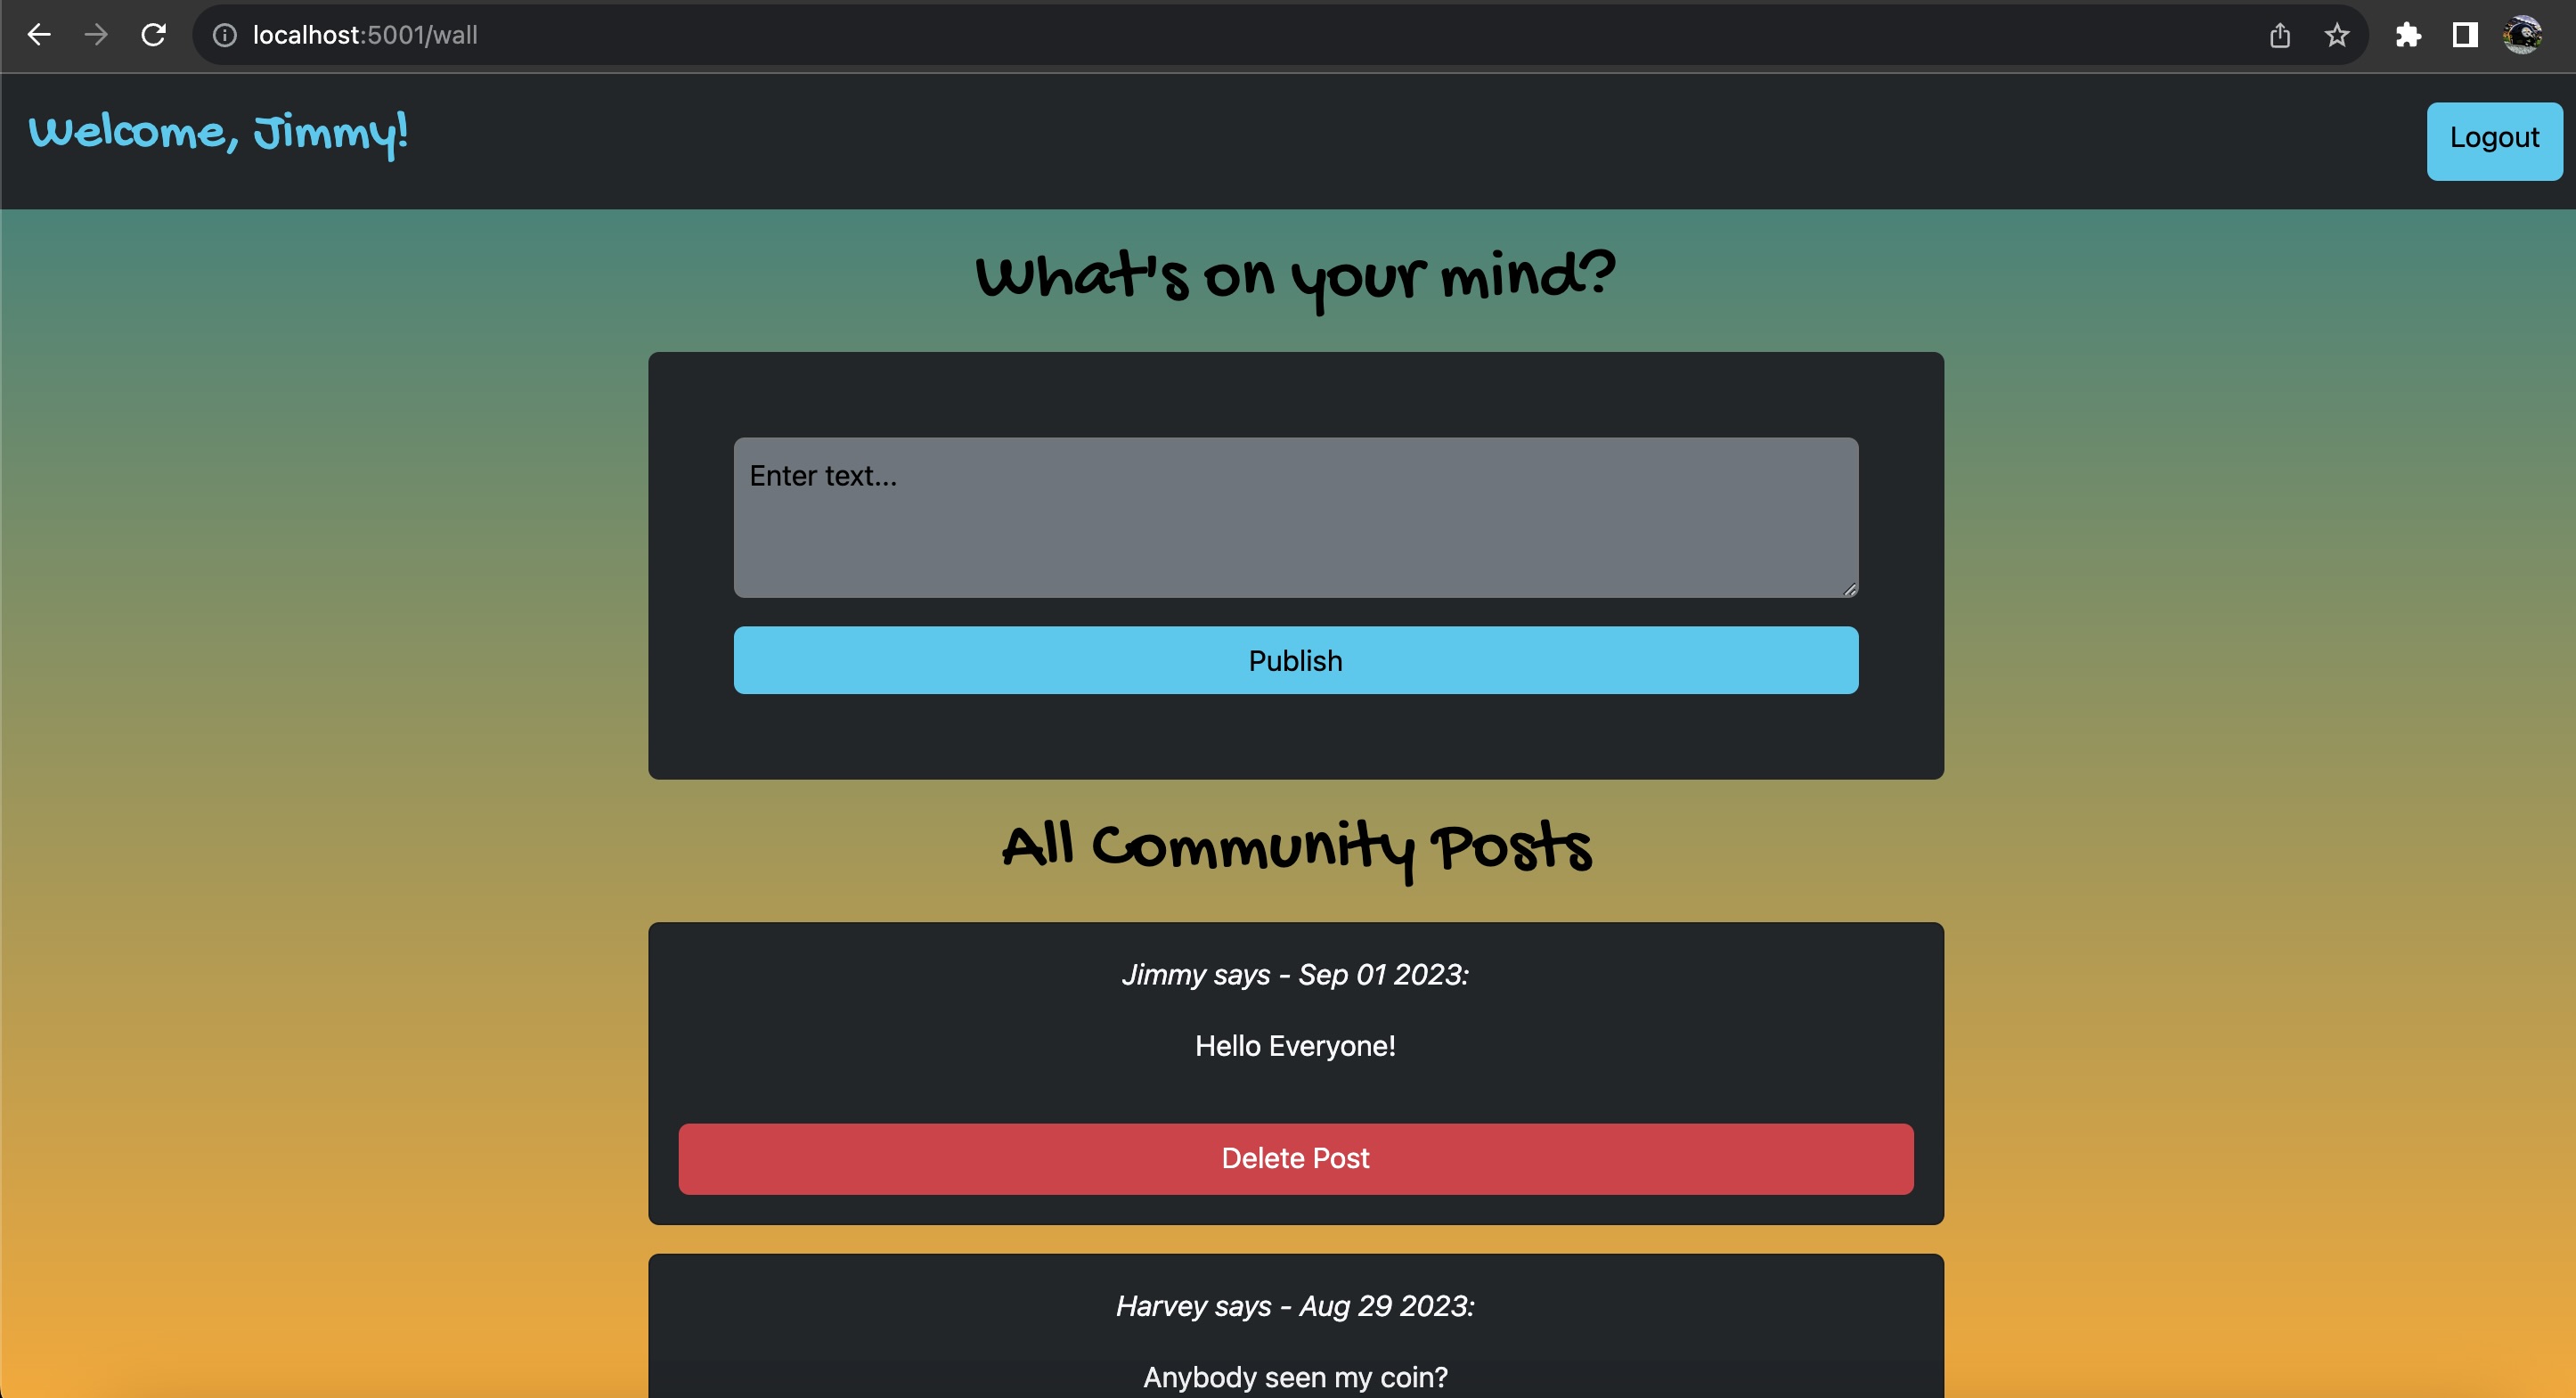 localhost:5001/wall
Welcome, Jimmy!
Logout
What's on your mind?
Enter text...
Publish
All Community Posts
Jimmy says - Sep 01 2023:
Hello Everyone!
Delete Post
Harvey says - Aug 29 2023:
Anybody seen my coin?